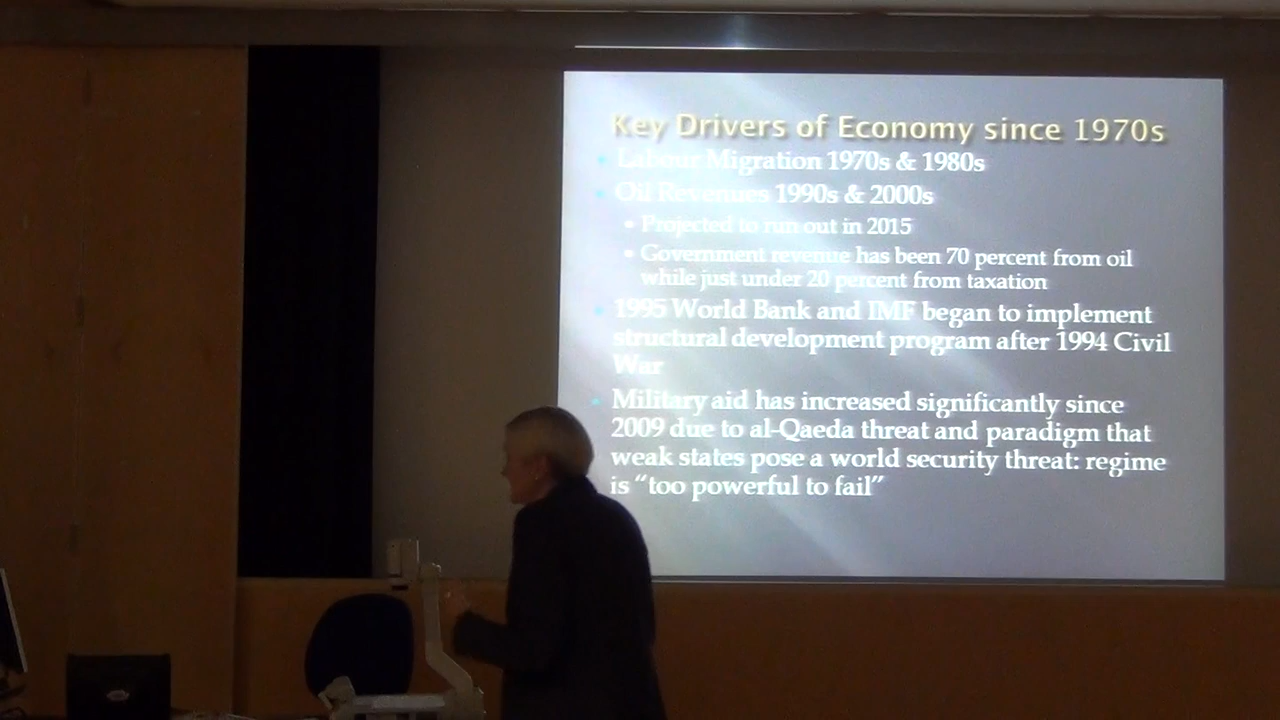 Key Drivers of Economy since 1970s
Labour Migration 1970s & 1980s
Oil Revenues 1990s & 2000s
Projected to run out in 2015
Government revenue has been 70 percent from oil
while just under 20 percent from taxation
1995 World Bank and IMF began to implement
structural development program after 1994 Civil
War
Military aid has increased significantly since
2009 due to al-Qaeda threat and paradigm that
weak states pose a world security threat: regime
is “too powerful to fail”